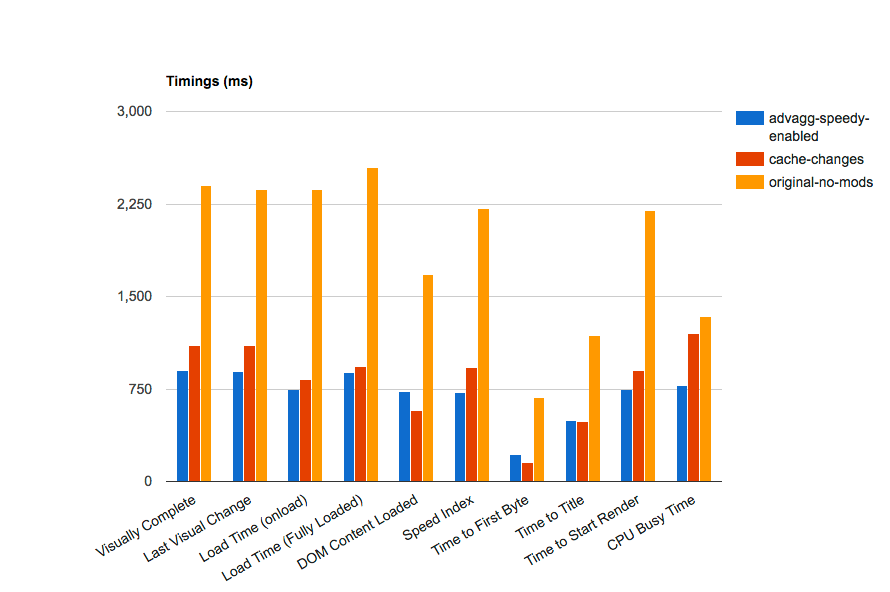 Timings (ms)
3,000
2,250
1,500
750
0
advagg-speedy-
enabled
cache-changes
original-no-mods
Visually Complete
Last Visual Change
Load Time (onload)
Load Time (Fully Loaded)
DOM Content Loaded
Speed Index
Time to First Byte
Time to Title
Time to Start Render
CPU Busy Time